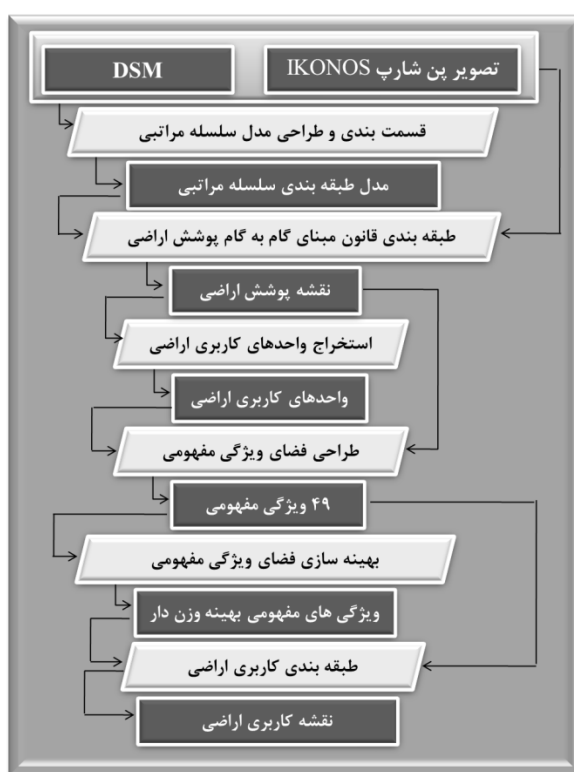 تصویر پن شارپ IKONOS
DSM
قسمت بندی و طراحی مدل سلسله مراتبی
مدل طبقه بندی سلسله مراتبی
طبقه بندی قانون مبنای گام به گام پوشش اراضی
نقشه پوشش اراضی
استخراج واحدهای کاربری اراضی
واحدهای کاربری اراضی
طراحی فضای ویژگی مفهومی
۴۹ ویژگی مفهومی
بهینه سازی فضای ویژگی مفهومی
ویژگی های مفهومی بهینه وزن دار
طبقه بندی کاربری اراضی
نقشه کاربری اراضی